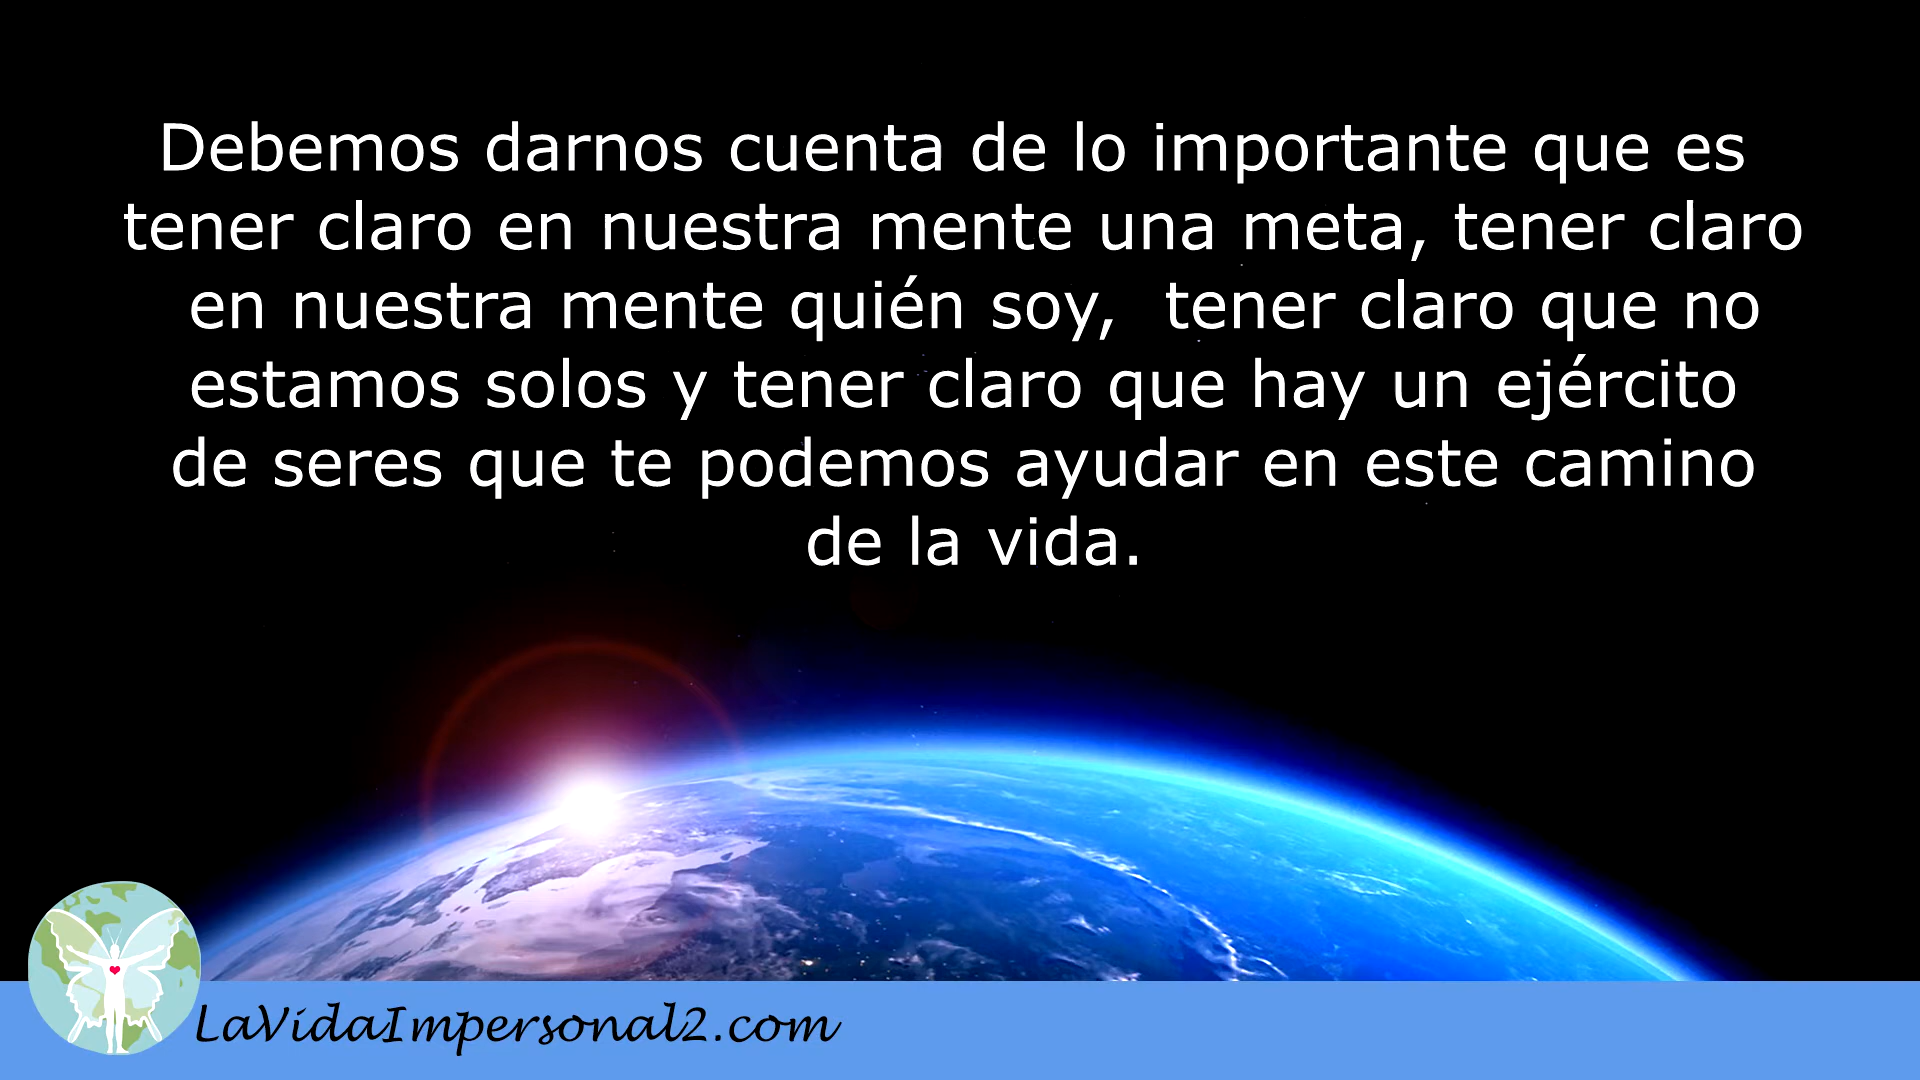 Debemos darnos cuenta de lo importante que es
tener claro en nuestra mente una meta, tener claro
en nuestra mente quién soy,  tener claro que no
estamos solos y tener claro que hay un ejército
de seres que te podemos ayudar en este camino
de la vida.
LaVidaImpersonal2.com